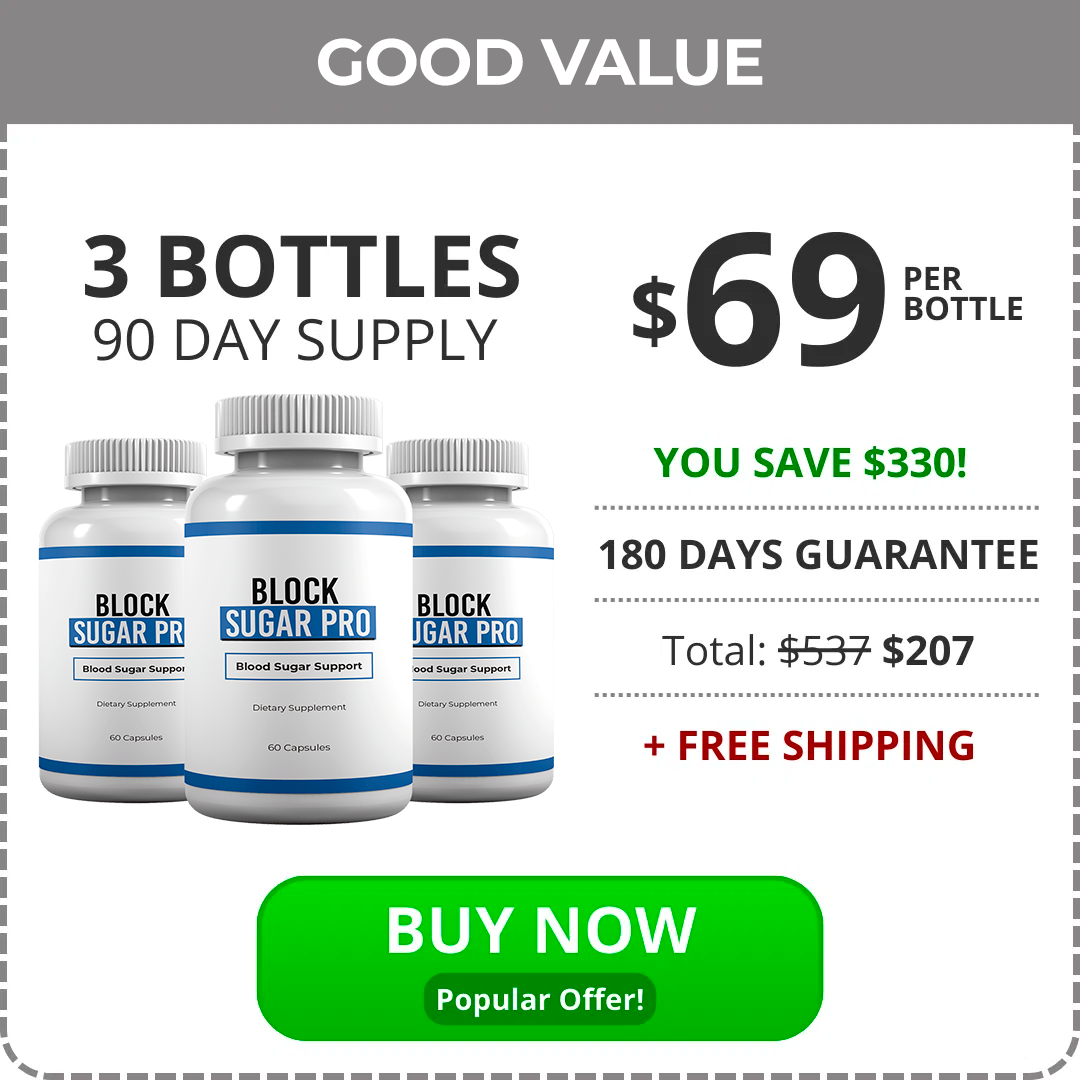 GOOD VALUE
3 BOTTLES
90 DAY SUPPLY
$69 PER BOTTLE
YOU SAVE $330!
180 DAYS GUARANTEE
Total: $537 $207
+ FREE SHIPPING
BLOCK
SUGAR PR
Blood Sugar Suppor
Dietary Supplement
60 Capsules
BLOCK
SUGAR PRO
Blood Sugar Support
Dietary Supplement
60 Capsules
BLOCK
UGAR PRO
ood Sugar Support
Dietary Supplement
60 Capsules
BUY NOW
Popular Offer!